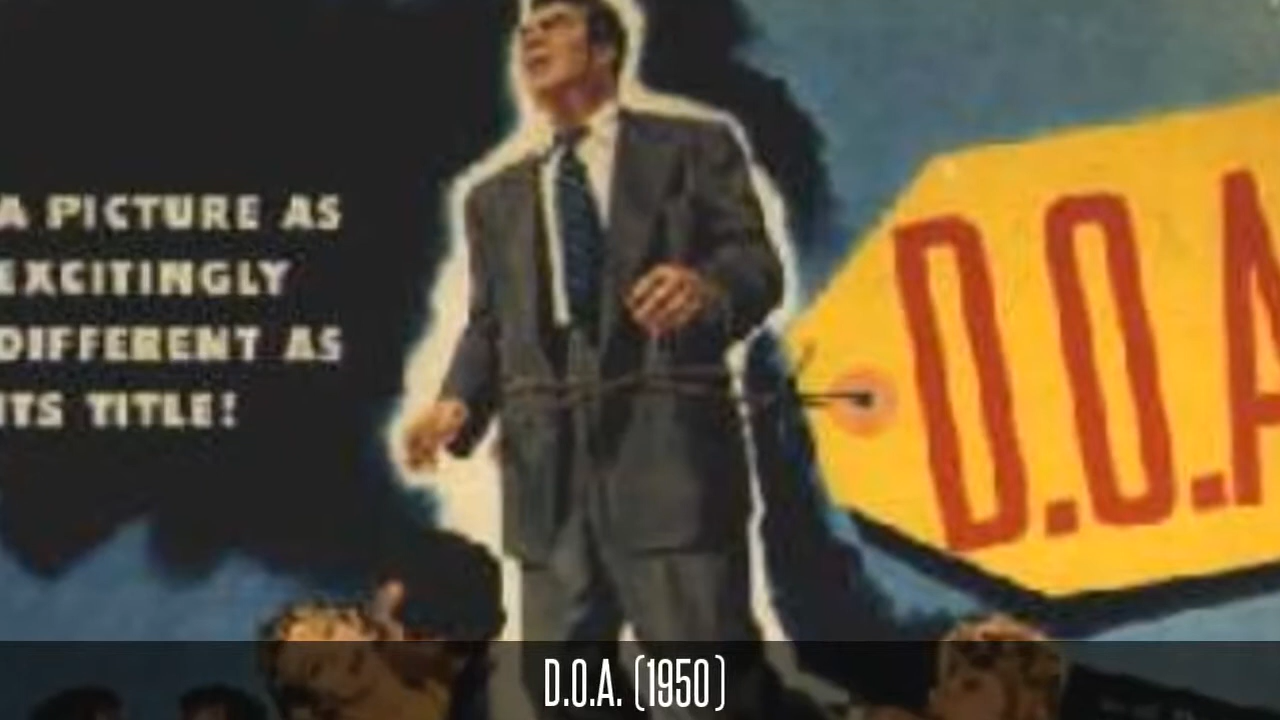 A PICTURE AS
EXCITINGLY
DIFFERENT AS
ITS TITLE!
D.O.A
D.O.A. (1950)